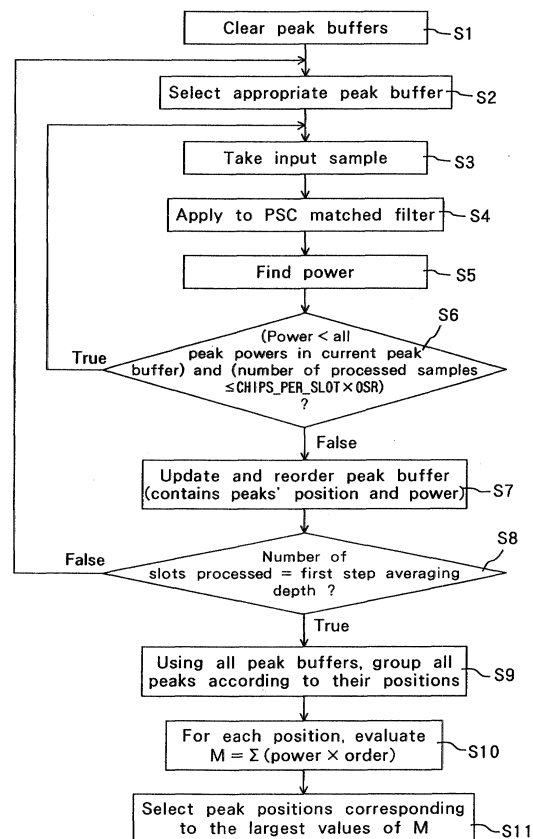 Clear peak buffers
S1
Select appropriate peak buffer
S2
Take input sample
S3
Apply to PSC matched filter
S4
Find power
S5
S6
True
(Power < all
peak powers in current peak
buffer) and (number of processed samples
≤CHIPS_PER_SLOT×OSR)
?
False
Update and reorder peak buffer
(contains peaks' position and power)
S7
S8
False
Number of
slots processed = first step averaging
depth ?
True
Using all peak buffers, group all
peaks according to their positions
S9
For each position, evaluate
M = Σ (power × order)
S10
Select peak positions corresponding
to the largest values of M
S11